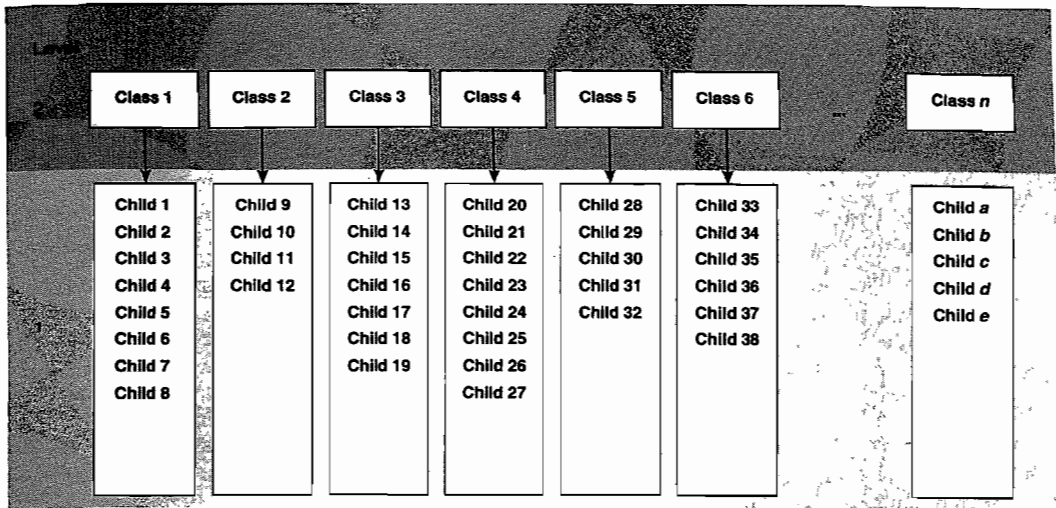 Level
2
Class 1 Class 2 Class 3 Class 4 Class 5 Class 6 ... Class n
1
Child 1
Child 2
Child 3
Child 4
Child 5
Child 6
Child 7
Child 8
Child 9
Child 10
Child 11
Child 12
Child 13
Child 14
Child 15
Child 16
Child 17
Child 18
Child 19
Child 20
Child 21
Child 22
Child 23
Child 24
Child 25
Child 26
Child 27
Child 28
Child 29
Child 30
Child 31
Child 32
Child 33
Child 34
Child 35
Child 36
Child 37
Child 38
Child a
Child b
Child c
Child d
Child e